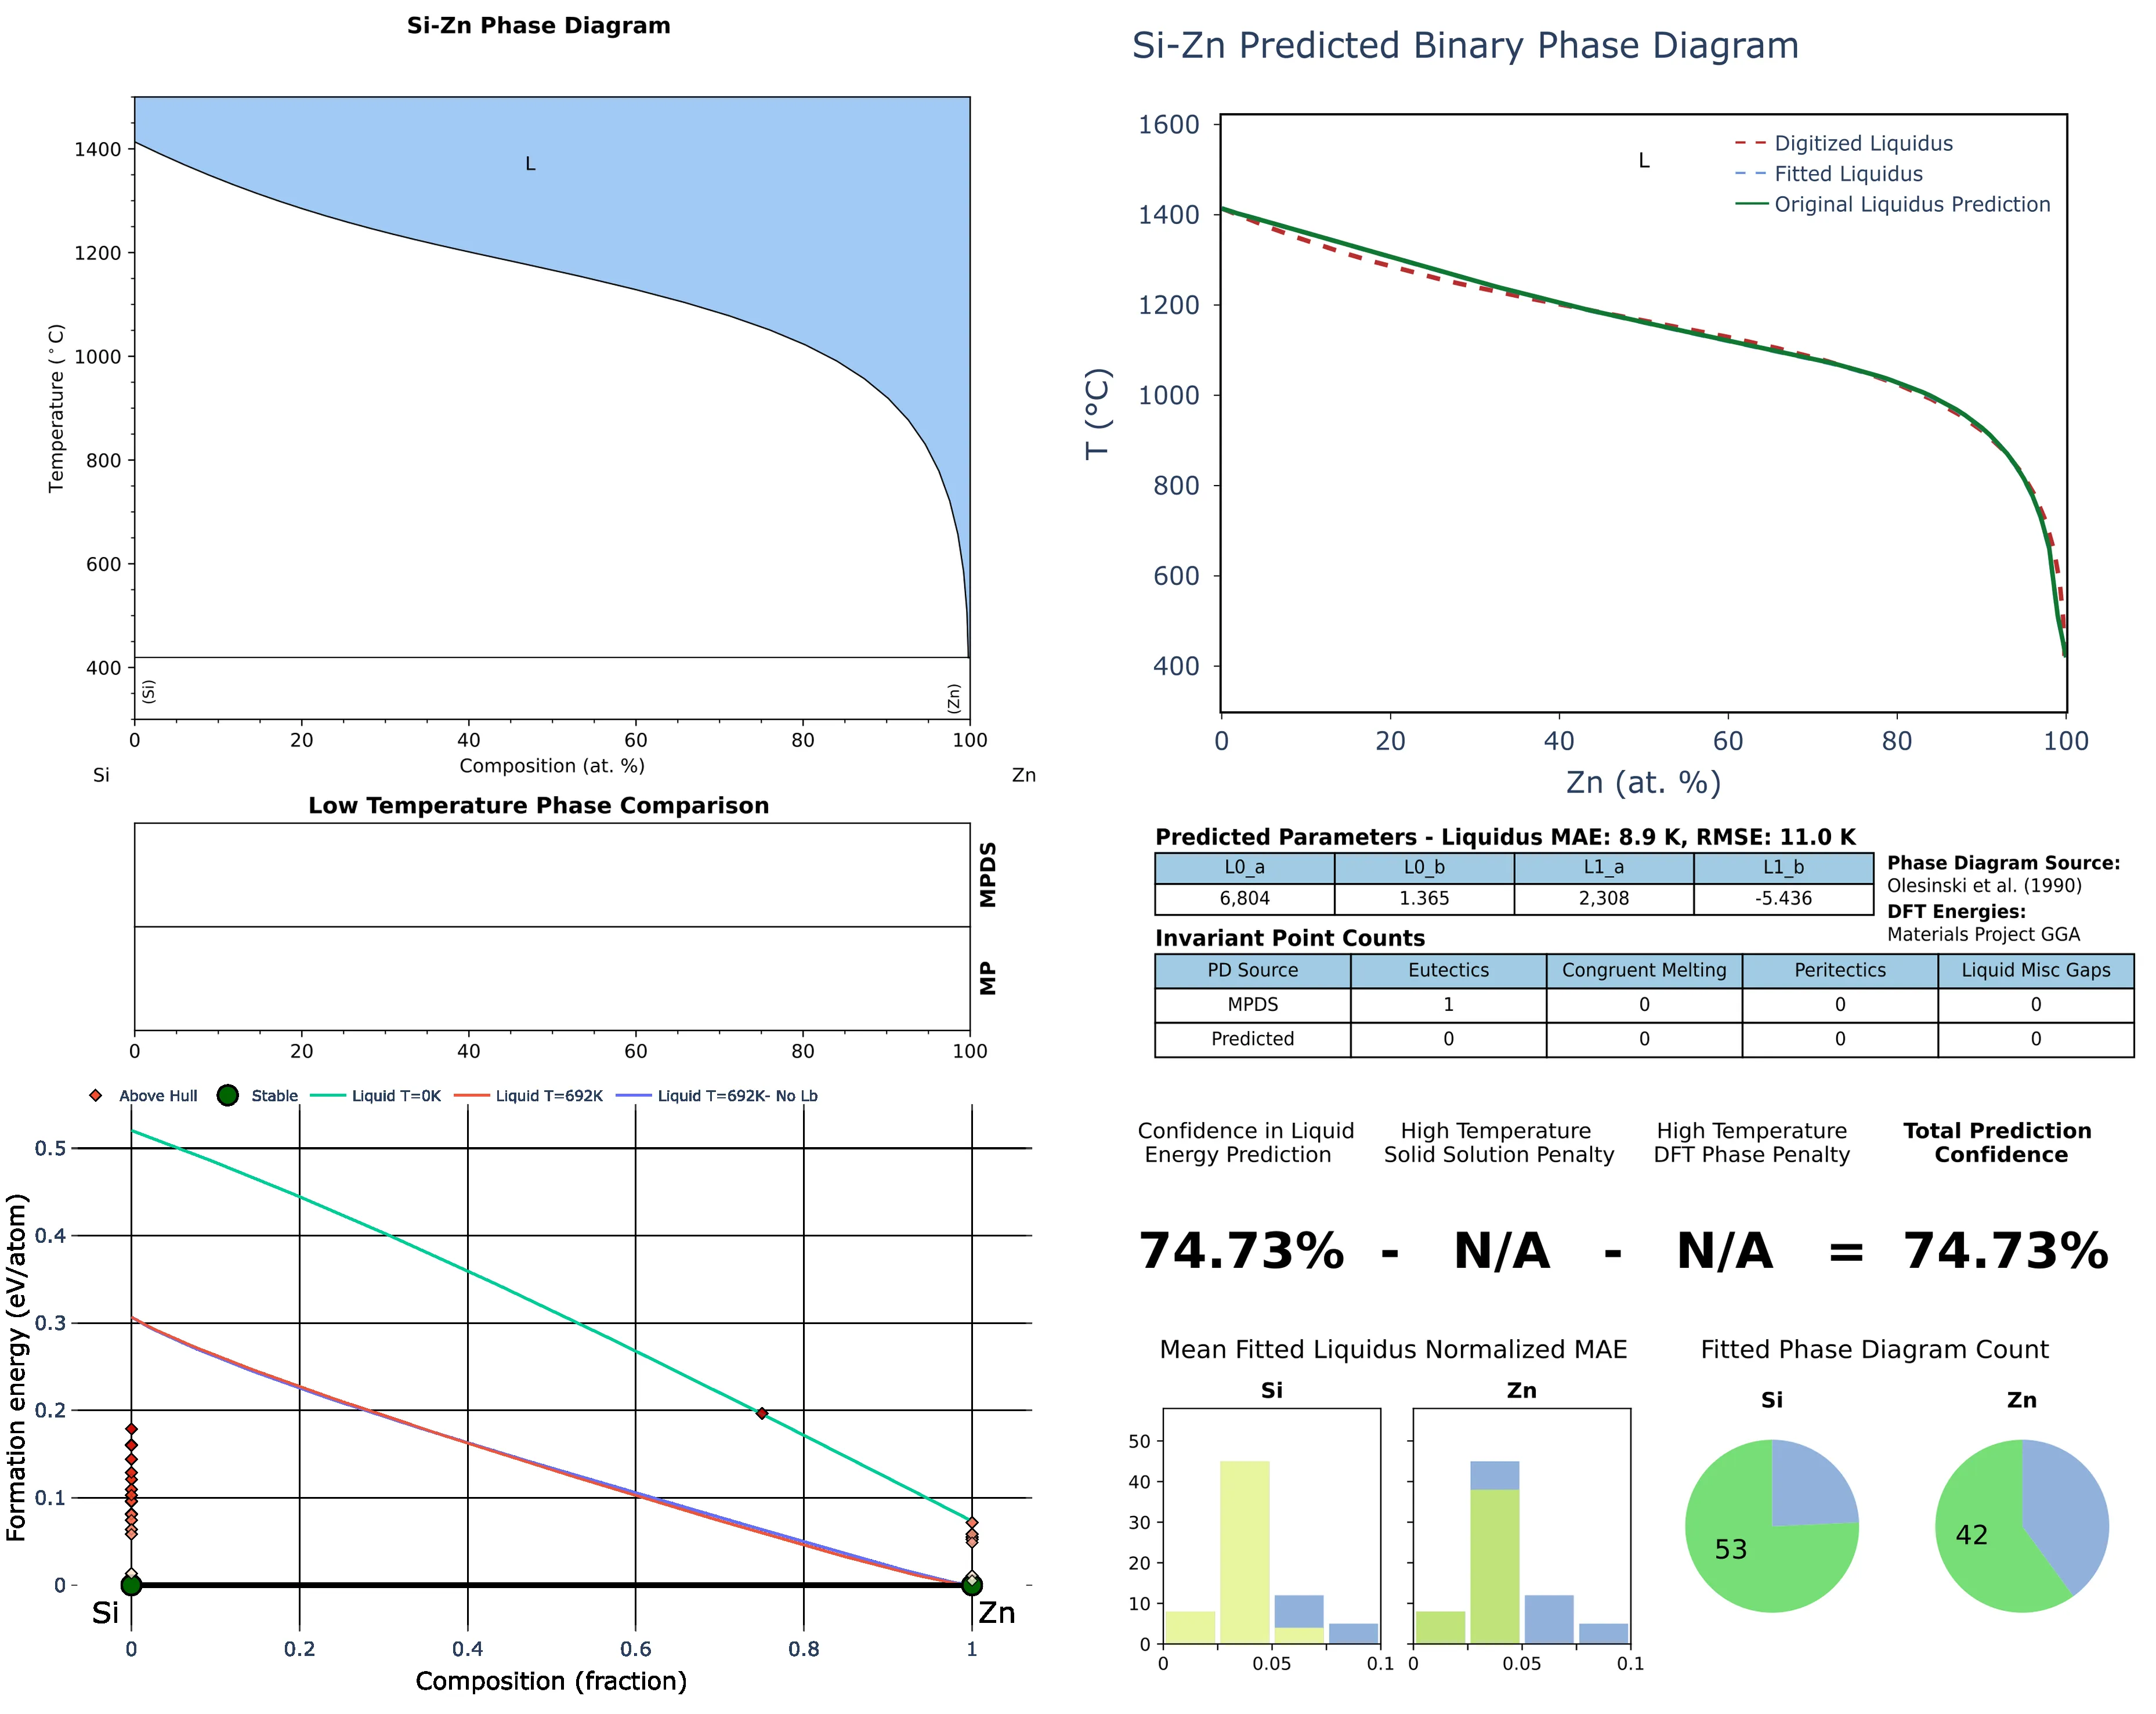 Si-Zn Phase Diagram
1400
1200
1000
800
600
400
Temperature (°C)
L
(Si)
(Zn)
0 20 40 60 80 100
Composition (at. %)
Si Zn
Low Temperature Phase Comparison
MPDS
MP
0 20 40 60 80 100
Above Hull Stable Liquid T=0K Liquid T=692K Liquid T=692K- No Lb
0.5
0.4
0.3
0.2
0.1
0
Formation energy (eV/atom)
Si Zn
0 0.2 0.4 0.6 0.8 1
Composition (fraction)
Si-Zn Predicted Binary Phase Diagram
1600
1400
1200
1000
800
600
400
T (°C)
L
Digitized Liquidus
Fitted Liquidus
Original Liquidus Prediction
0 20 40 60 80 100
Zn (at. %)
Predicted Parameters - Liquidus MAE: 8.9 K, RMSE: 11.0 K
L0_a L0_b L1_a L1_b
6,804 1.365 2,308 -5.436
Phase Diagram Source:
Olesinski et al. (1990)
DFT Energies:
Materials Project GGA
Invariant Point Counts
PD Source Eutectics Congruent Melting Peritectics Liquid Misc Gaps
MPDS 1 0 0 0
Predicted 0 0 0 0
Confidence in Liquid High Temperature High Temperature Total Prediction
Energy Prediction Solid Solution Penalty DFT Phase Penalty Confidence
74.73% - N/A - N/A = 74.73%
Mean Fitted Liquidus Normalized MAE
Si Zn
50
40
30
20
10
0
0 0.05 0.1 0 0.05 0.1
Fitted Phase Diagram Count
Si Zn
53 42